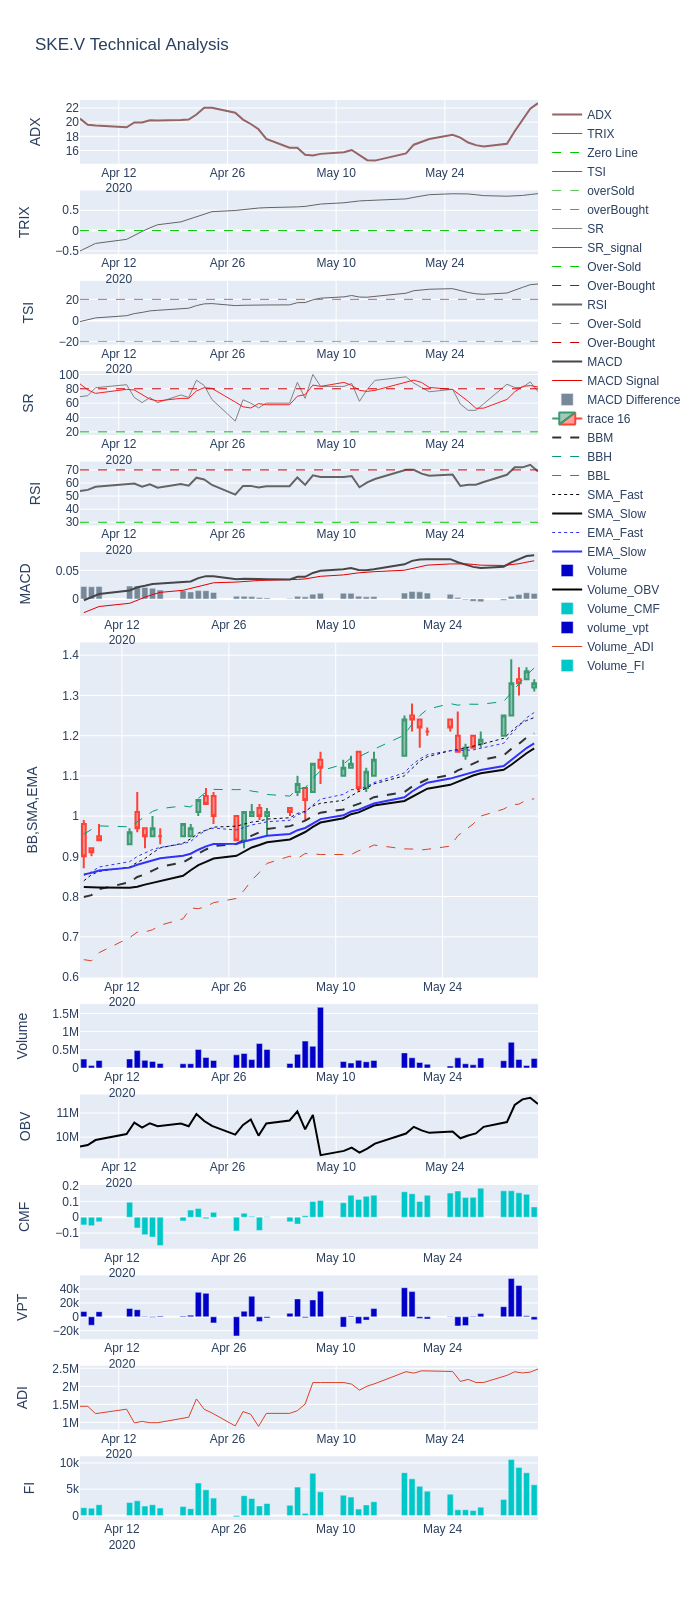 SKE.V Technical Analysis
ADX
22
20
18
16
Apr 12
2020
Apr 26
May 10
May 24
TRIX
0.5
0
−0.5
Apr 12
2020
Apr 26
May 10
May 24
TSI
20
0
−20
Apr 12
2020
Apr 26
May 10
May 24
SR
100
80
60
40
20
Apr 12
2020
Apr 26
May 10
May 24
RSI
70
60
50
40
30
Apr 12
2020
Apr 26
May 10
May 24
MACD
0.05
0
Apr 12
2020
Apr 26
May 10
May 24
BB,SMA,EMA
1.4
1.3
1.2
1.1
1
0.9
0.8
0.7
0.6
Apr 12
2020
Apr 26
May 10
May 24
Volume
1.5M
1M
0.5M
0
Apr 12
2020
Apr 26
May 10
May 24
OBV
11M
10M
Apr 12
2020
Apr 26
May 10
May 24
CMF
0.2
0.1
0
−0.1
Apr 12
2020
Apr 26
May 10
May 24
VPT
40k
20k
0
−20k
Apr 12
2020
Apr 26
May 10
May 24
ADI
2.5M
2M
1.5M
1M
Apr 12
2020
Apr 26
May 10
May 24
FI
10k
5k
0
Apr 12
2020
Apr 26
May 10
May 24
ADX
TRIX
Zero Line
TSI
overSold
overBought
SR
SR_signal
Over-Sold
Over-Bought
RSI
Over-Sold
Over-Bought
MACD
MACD Signal
MACD Difference
trace 16
BBM
BBH
BBL
SMA_Fast
SMA_Slow
EMA_Fast
EMA_Slow
Volume
Volume_OBV
Volume_CMF
volume_vpt
Volume_ADI
Volume_FI